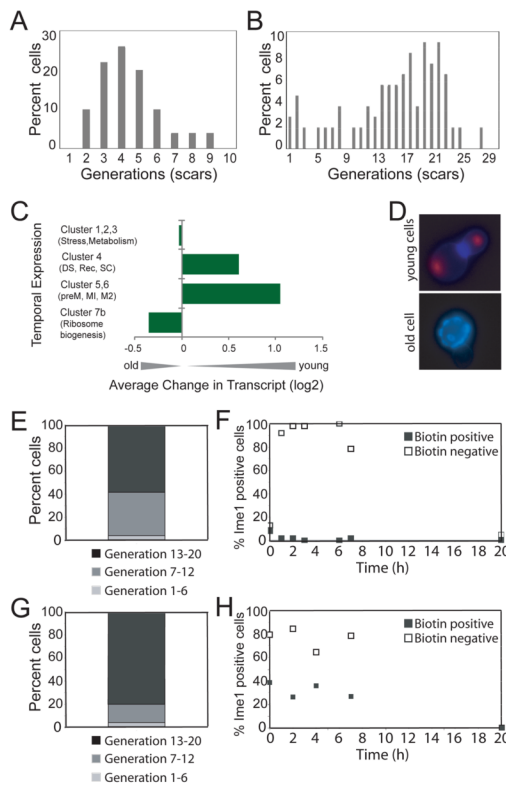 A
Percent cells
30
20
10
0
1 2 3 4 5 6 7 8 9 10
Generations (scars)
B
Percent cells
10
8
6
4
2
0
1 5 9 13 17 21 25 29
Generations (scars)
C
Temporal Expression
Cluster 1,2,3
(Stress,Metabolism)
Cluster 4
(DS, Rec, SC)
Cluster 5,6
(preM, MI, M2)
Cluster 7b
(Ribosome
biogenesis)
-0.5 0 0.5 1.0 1.5
old young
Average Change in Transcript (log2)
D
young cells
old cell
E
Percent cells
100
80
60
40
20
0
Generation 13-20
Generation 7-12
Generation 1-6
F
% Ime1 positive cells
100
80
60
40
20
0
Biotin positive
Biotin negative
0 2 4 6 8 10 12 14 16 18 20
Time (h)
G
Percent cells
100
80
60
40
20
0
Generation 13-20
Generation 7-12
Generation 1-6
H
% Ime1 positive cells
100
80
60
40
20
0
Biotin positive
Biotin negative
0 2 4 6 8 10 12 14 16 18 20
Time (h)